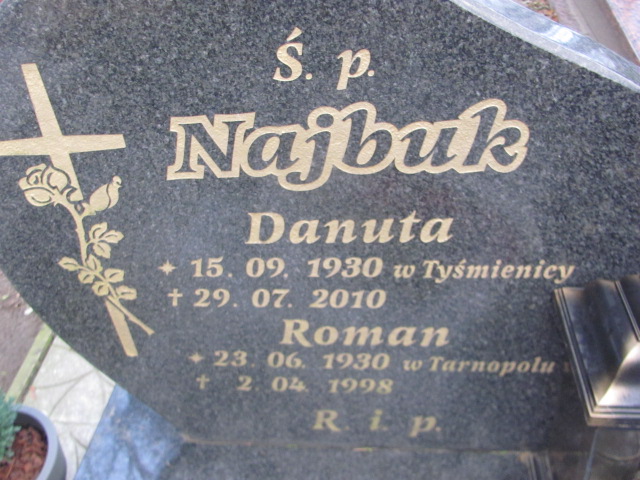 Ś. p.
Najbuk
Danuta
✶ 15. 09. 1930 w Tyśmienicy
† 29. 07. 2010
Roman
✶ 23. 06. 1930 w Tarnopolu
† 2. 04. 1998
R. i. p.